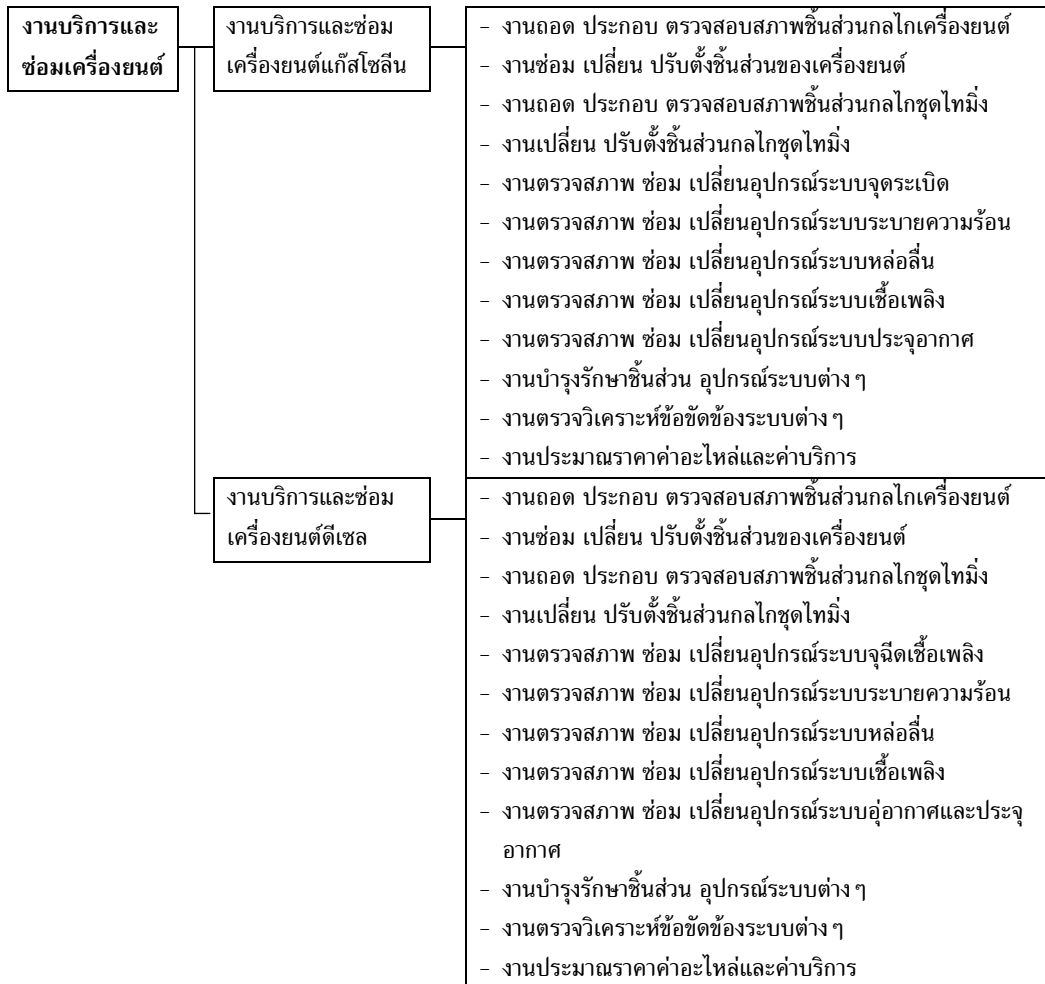 งานบริการและ
ซ่อมเครื่องยนต์
งานบริการและซ่อม
เครื่องยนต์แก๊สโซลีน
- งานถอด ประกอบ ตรวจสอบสภาพชิ้นส่วนกลไกเครื่องยนต์
- งานซ่อม เปลี่ยน ปรับตั้งชิ้นส่วนของเครื่องยนต์
- งานถอด ประกอบ ตรวจสอบสภาพชิ้นส่วนกลไกชุดไทมิ่ง
- งานเปลี่ยน ปรับตั้งชิ้นส่วนกลไกชุดไทมิ่ง
- งานตรวจสภาพ ซ่อม เปลี่ยนอุปกรณ์ระบบจุดระเบิด
- งานตรวจสภาพ ซ่อม เปลี่ยนอุปกรณ์ระบบระบายความร้อน
- งานตรวจสภาพ ซ่อม เปลี่ยนอุปกรณ์ระบบหล่อลื่น
- งานตรวจสภาพ ซ่อม เปลี่ยนอุปกรณ์ระบบเชื้อเพลิง
- งานตรวจสภาพ ซ่อม เปลี่ยนอุปกรณ์ระบบประจุอากาศ
- งานบำรุงรักษาชิ้นส่วน อุปกรณ์ระบบต่าง ๆ
- งานตรวจวิเคราะห์ข้อขัดข้องระบบต่าง ๆ
- งานประมาณราคาค่าอะไหล่และค่าบริการ
งานบริการและซ่อม
เครื่องยนต์ดีเซล
- งานถอด ประกอบ ตรวจสอบสภาพชิ้นส่วนกลไกเครื่องยนต์
- งานซ่อม เปลี่ยน ปรับตั้งชิ้นส่วนของเครื่องยนต์
- งานถอด ประกอบ ตรวจสอบสภาพชิ้นส่วนกลไกชุดไทมิ่ง
- งานเปลี่ยน ปรับตั้งชิ้นส่วนกลไกชุดไทมิ่ง
- งานตรวจสภาพ ซ่อม เปลี่ยนอุปกรณ์ระบบจุฉีดเชื้อเพลิง
- งานตรวจสภาพ ซ่อม เปลี่ยนอุปกรณ์ระบบระบายความร้อน
- งานตรวจสภาพ ซ่อม เปลี่ยนอุปกรณ์ระบบหล่อลื่น
- งานตรวจสภาพ ซ่อม เปลี่ยนอุปกรณ์ระบบเชื้อเพลิง
- งานตรวจสภาพ ซ่อม เปลี่ยนอุปกรณ์ระบบอุ่อากาศและประจุ
อากาศ
- งานบำรุงรักษาชิ้นส่วน อุปกรณ์ระบบต่าง ๆ
- งานตรวจวิเคราะห์ข้อขัดข้องระบบต่าง ๆ
- งานประมาณราคาค่าอะไหล่และค่าบริการ